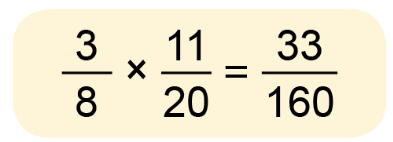 3/8 × 11/20 = 33/160